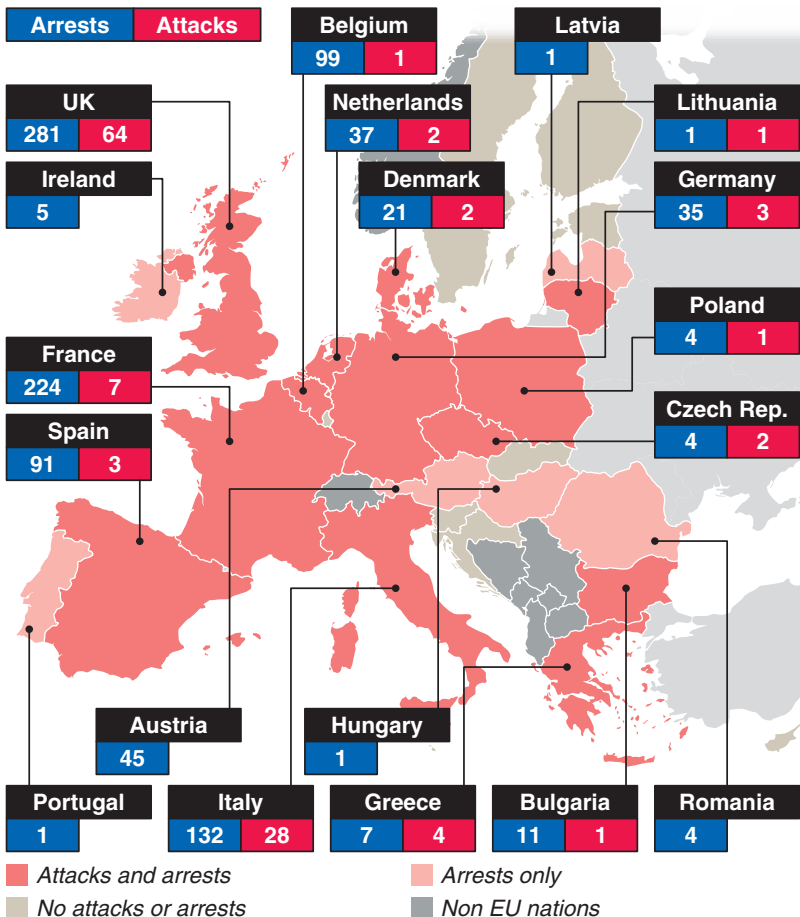 Arrests Attacks
Belgium
99 1
Latvia
1
UK
281 64
Netherlands
37 2
Lithuania
1 1
Ireland
5
Denmark
21 2
Germany
35 3
Poland
4 1
France
224 7
Czech Rep.
4 2
Spain
91 3
Austria
45
Hungary
1
Portugal
1
Italy
132 28
Greece
7 4
Bulgaria
11 1
Romania
4
Attacks and arrests
Arrests only
No attacks or arrests
Non EU nations